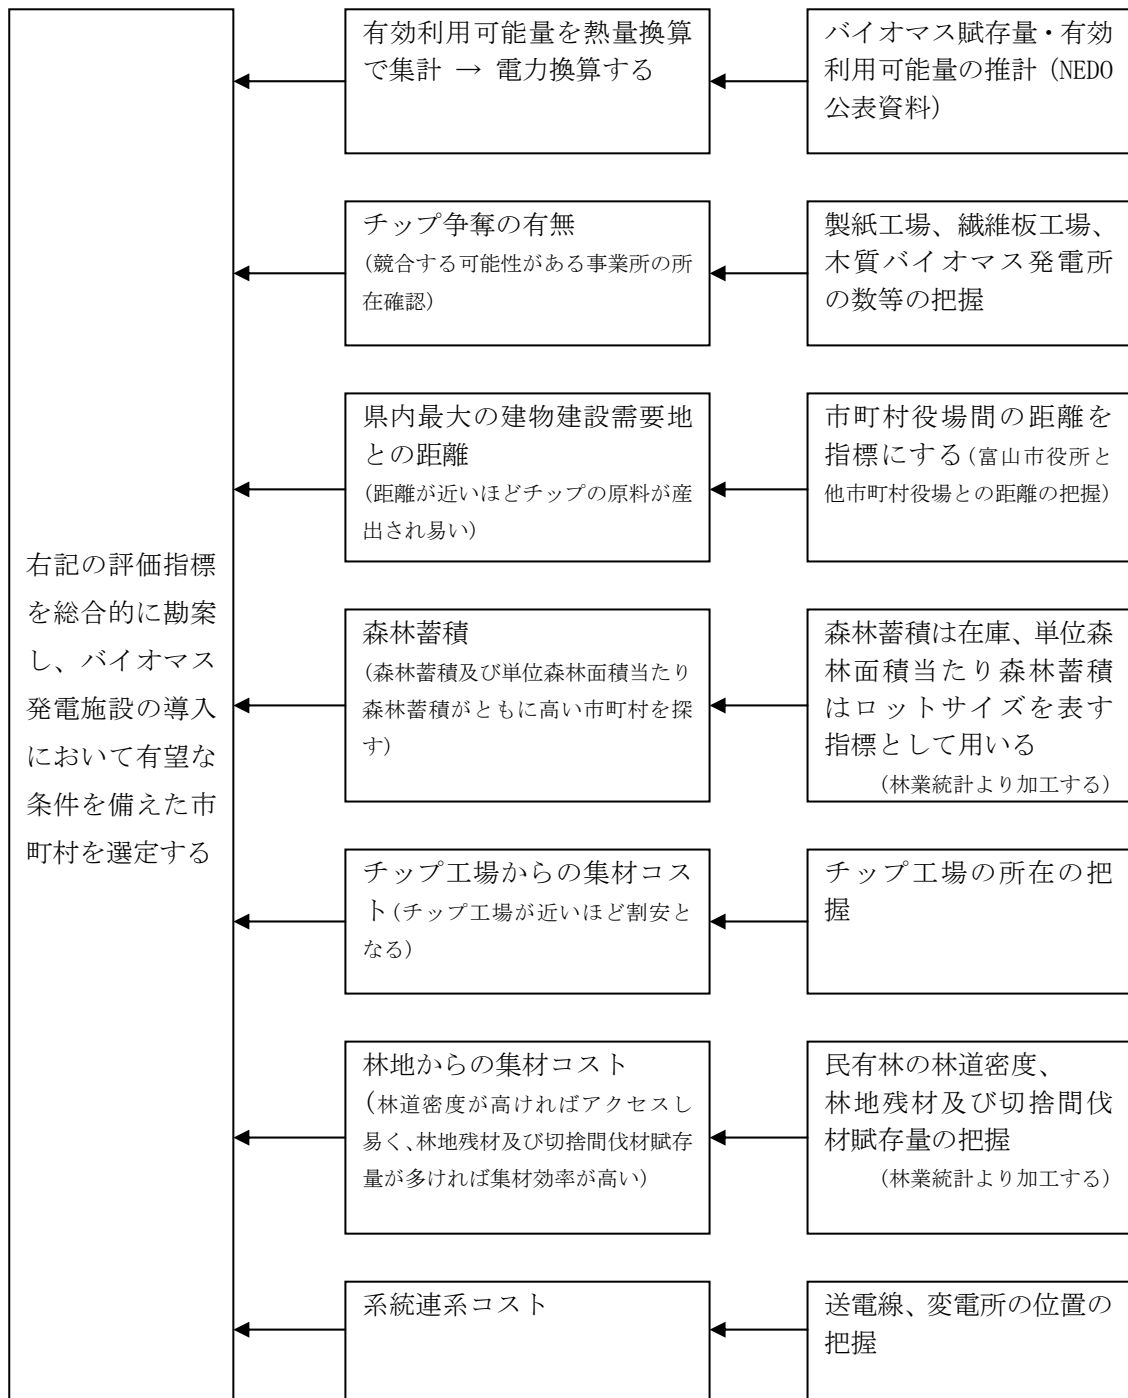 有効利用可能量を熱量換算
で集計 → 電力換算する
バイオマス賦存量・有効
利用可能量の推計（NEDO
公表資料）
チップ争奪の有無
（競合する可能性がある事業所の所
在確認）
製紙工場、繊維板工場、
木質バイオマス発電所
の数等の把握
県内最大の建物建設需要地
との距離
（距離が近いほどチップの原料が産
出され易い）
市町村役場間の距離を
指標にする（富山市役所と
他市町村役場との距離の把握）
右記の評価指標
を総合的に勘案
し、バイオマス
発電施設の導入
において有望な
条件を備えた市
町村を選定する
森林蓄積
（森林蓄積及び単位森林面積当たり
森林蓄積がともに高い市町村を探
す）
森林蓄積は在庫、単位森
林面積当たり森林蓄積
はロットサイズを表す
指標として用いる
（林業統計より加工する）
チップ工場からの集材コス
ト（チップ工場が近いほど割安と
なる）
チップ工場の所在の把
握
林地からの集材コスト
（林道密度が高ければアクセスし
易く、林地残材及び切捨間伐材賦存
量が多ければ集材効率が高い）
民有林の林道密度、
林地残材及び切捨間伐
材賦存量の把握
（林業統計より加工する）
系統連系コスト
送電線、変電所の位置の
把握